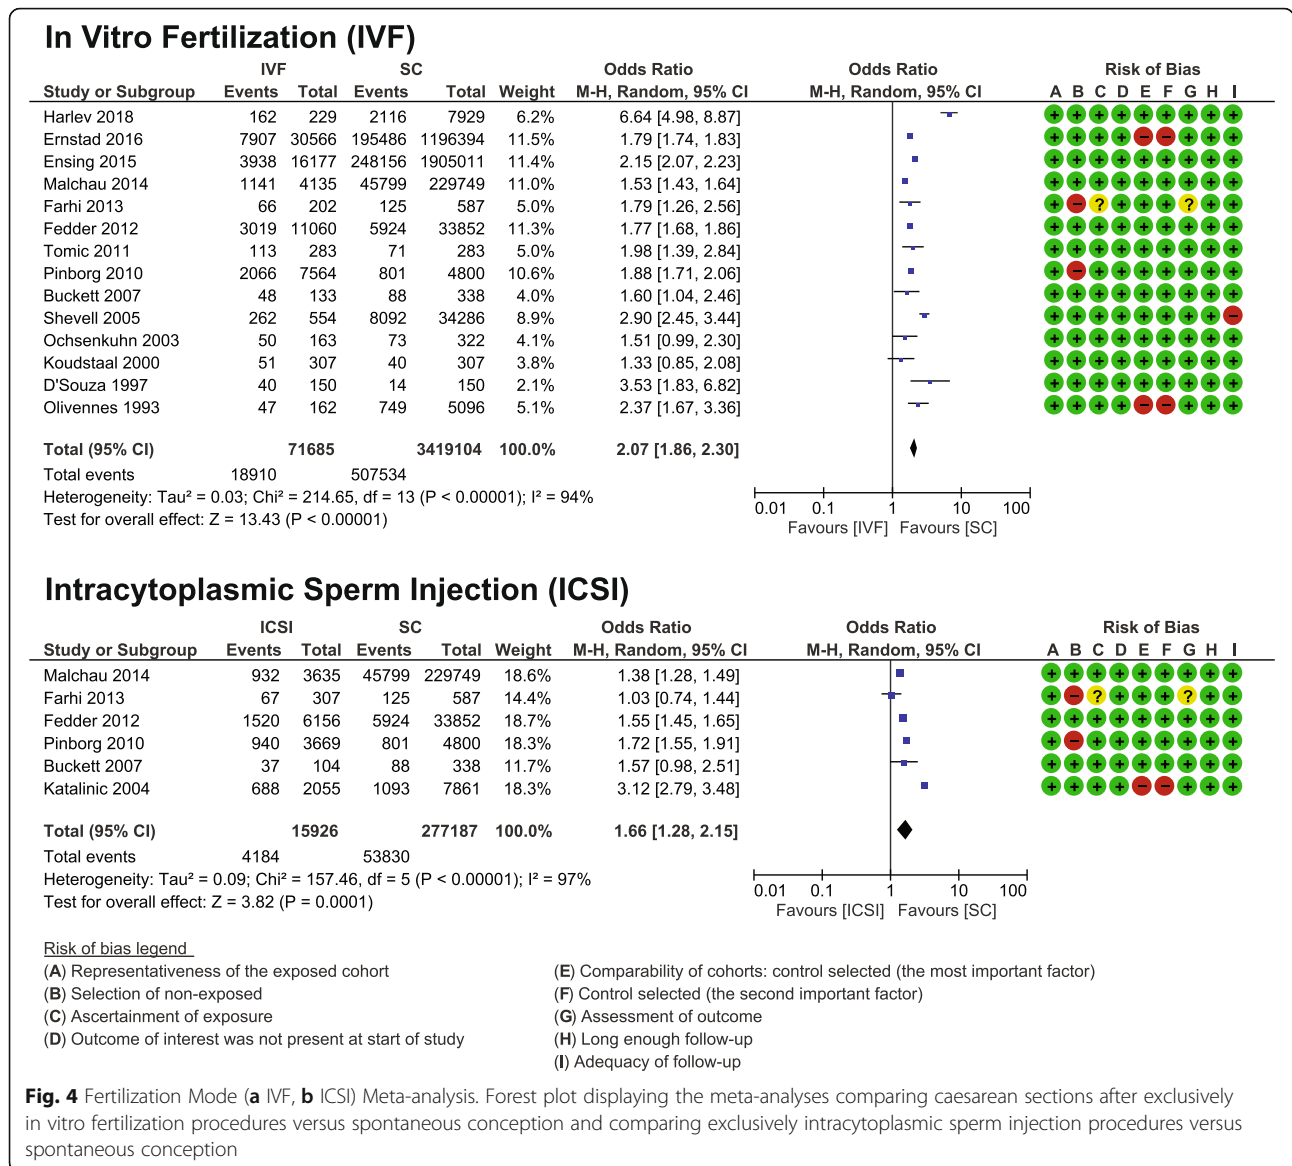 In Vitro Fertilization (IVF)
IVF SC Odds Ratio Odds Ratio Risk of Bias
Study or Subgroup Events Total Events Total Weight M-H, Random, 95% CI M-H, Random, 95% CI A B C D E F G H I
Harlev 2018 162 229 2116 7929 6.2% 6.64 [4.98, 8.87] + + + + + + + + +
Ernstad 2016 7907 30566 195486 1196394 11.5% 1.79 [1.74, 1.83] + + + + − − + + +
Ensing 2015 3938 16177 248156 1905011 11.4% 2.15 [2.07, 2.23] + + + + + + + + +
Malchau 2014 1141 4135 45799 229749 11.0% 1.53 [1.43, 1.64] + + + + + + + + +
Farhi 2013 66 202 125 587 5.0% 1.79 [1.26, 2.56] + − ? + + + ? + +
Fedder 2012 3019 11060 5924 33852 11.3% 1.77 [1.68, 1.86] + + + + + + + + +
Tomic 2011 113 283 71 283 5.0% 1.98 [1.39, 2.84] + + + + + + + + +
Pinborg 2010 2066 7564 801 4800 10.6% 1.88 [1.71, 2.06] + − + + + + + + +
Buckett 2007 48 133 88 338 4.0% 1.60 [1.04, 2.46] + + + + + + + + +
Shevell 2005 262 554 8092 34286 8.9% 2.90 [2.45, 3.44] + + + + + + + + −
Ochsenkuhn 2003 50 163 73 322 4.1% 1.51 [0.99, 2.30] + + + + + + + + +
Koudstaal 2000 51 307 40 307 3.8% 1.33 [0.85, 2.08] + + + + + + + + +
D'Souza 1997 40 150 14 150 2.1% 3.53 [1.83, 6.82] + + + + + + + + +
Olivennes 1993 47 162 749 5096 5.1% 2.37 [1.67, 3.36] + + + + − − + + +
Total (95% CI) 71685 3419104 100.0% 2.07 [1.86, 2.30]
Total events 18910 507534
Heterogeneity: Tau² = 0.03; Chi² = 214.65, df = 13 (P < 0.00001); I² = 94%
Test for overall effect: Z = 13.43 (P < 0.00001)
0.01 0.1 1 10 100
Favours [IVF] Favours [SC]
Intracytoplasmic Sperm Injection (ICSI)
ICSI SC Odds Ratio Odds Ratio Risk of Bias
Study or Subgroup Events Total Events Total Weight M-H, Random, 95% CI M-H, Random, 95% CI A B C D E F G H I
Malchau 2014 932 3635 45799 229749 18.6% 1.38 [1.28, 1.49] + + + + + + + + +
Farhi 2013 67 307 125 587 14.4% 1.03 [0.74, 1.44] + − ? + + + ? + +
Fedder 2012 1520 6156 5924 33852 18.7% 1.55 [1.45, 1.65] + + + + + + + + +
Pinborg 2010 940 3669 801 4800 18.3% 1.72 [1.55, 1.91] + − + + + + + + +
Buckett 2007 37 104 88 338 11.7% 1.57 [0.98, 2.51] + + + + + + + + +
Katalinic 2004 688 2055 1093 7861 18.3% 3.12 [2.79, 3.48] + + + + − − + + +
Total (95% CI) 15926 277187 100.0% 1.66 [1.28, 2.15]
Total events 4184 53830
Heterogeneity: Tau² = 0.09; Chi² = 157.46, df = 5 (P < 0.00001); I² = 97%
Test for overall effect: Z = 3.82 (P = 0.0001)
0.01 0.1 1 10 100
Favours [ICSI] Favours [SC]
Risk of bias legend
(A) Representativeness of the exposed cohort
(B) Selection of non-exposed
(C) Ascertainment of exposure
(D) Outcome of interest was not present at start of study
(E) Comparability of cohorts: control selected (the most important factor)
(F) Control selected (the second important factor)
(G) Assessment of outcome
(H) Long enough follow-up
(I) Adequacy of follow-up
Fig. 4 Fertilization Mode (a IVF, b ICSI) Meta-analysis. Forest plot displaying the meta-analyses comparing caesarean sections after exclusively
in vitro fertilization procedures versus spontaneous conception and comparing exclusively intracytoplasmic sperm injection procedures versus
spontaneous conception